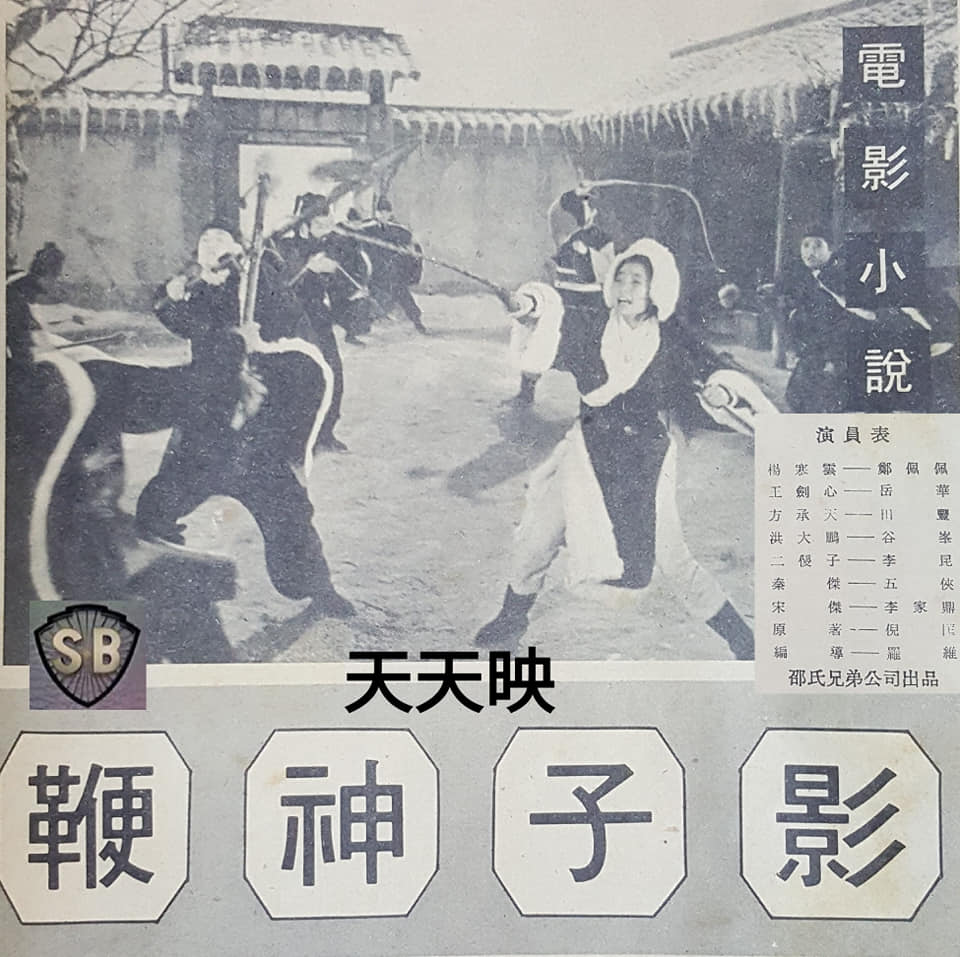 電影小說
演員表
楊寒雲——鄭佩佩
王劍心——岳華
方承天——田豐
洪大鵬——谷峯
二傻子——李昆
秦傑——王俠
宋傑——李家鼎
原著——倪匡
編導——羅維
邵氏兄弟公司出品
SB
天天映
影子神鞭